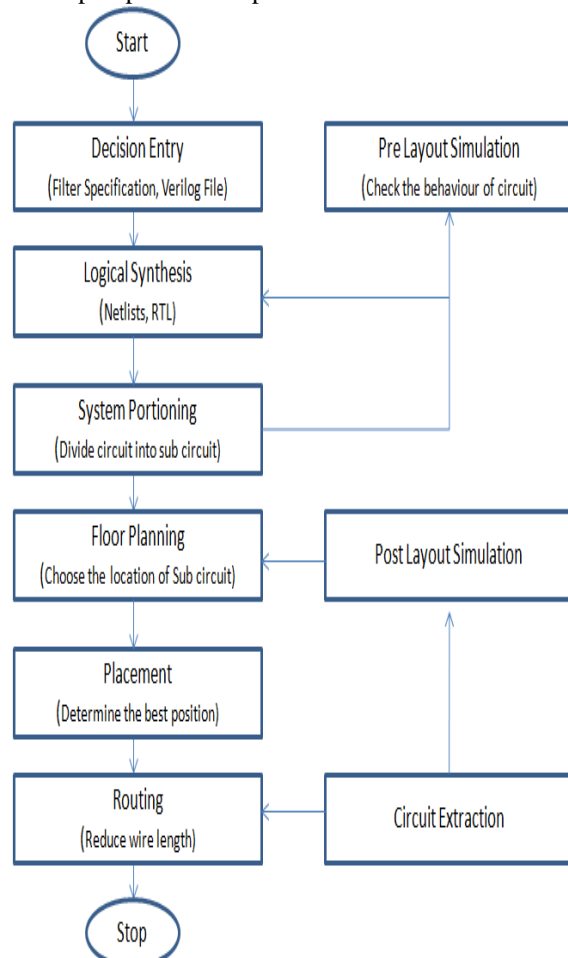 Start
Decision Entry
(Filter Specification, Verilog File)
Pre Layout Simulation
(Check the behaviour of circuit)
Logical Synthesis
(Netlists, RTL)
System Portioning
(Divide circuit into sub circuit)
Floor Planning
(Choose the location of Sub circuit)
Post Layout Simulation
Placement
(Determine the best position)
Routing
(Reduce wire length)
Circuit Extraction
Stop